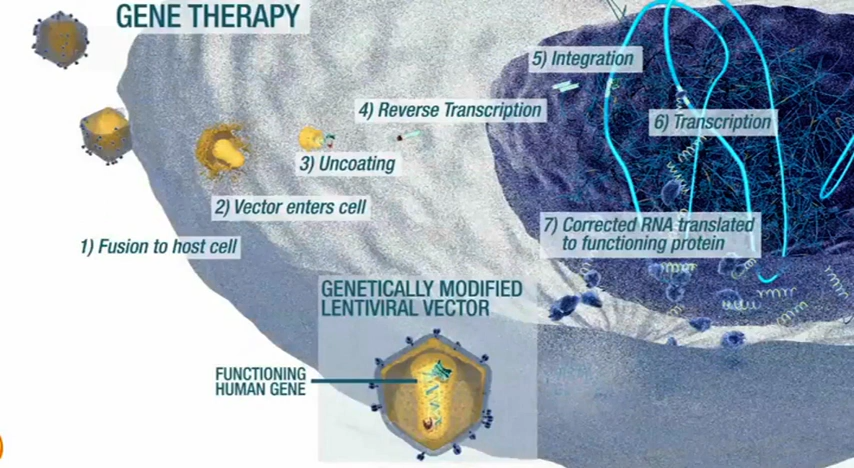 GENE THERAPY
5) Integration
4) Reverse Transcription
6) Transcription
3) Uncoating
2) Vector enters cell
7) Corrected RNA translated
to functioning protein
1) Fusion to host cell
GENETICALLY MODIFIED
LENTIVIRAL VECTOR
FUNCTIONING
HUMAN GENE